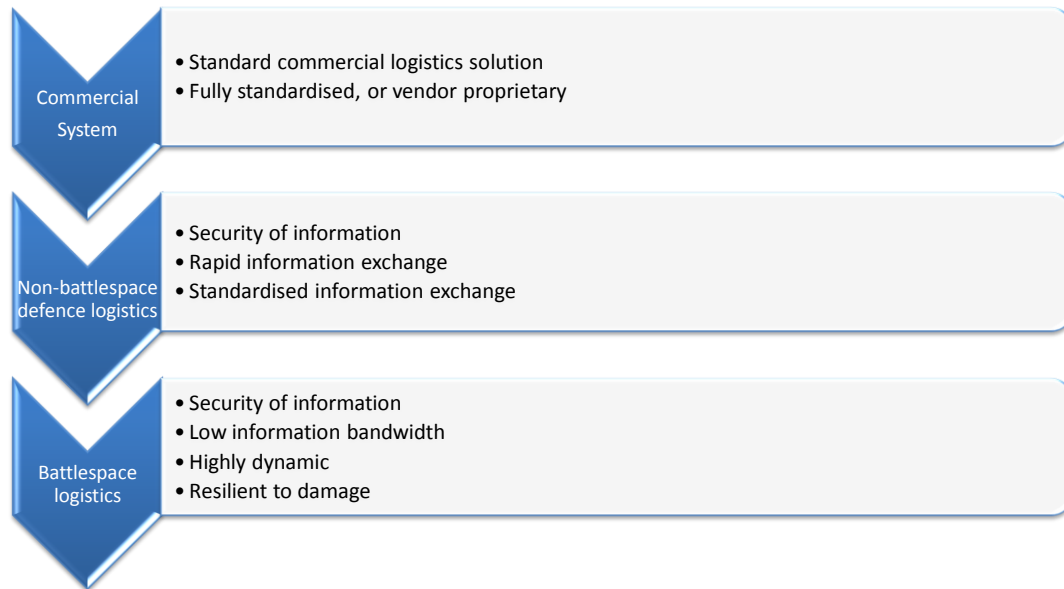 Commercial
System
• Standard commercial logistics solution
• Fully standardised, or vendor proprietary
Non-battlespace
defence logistics
• Security of information
• Rapid information exchange
• Standardised information exchange
Battlespace
logistics
• Security of information
• Low information bandwidth
• Highly dynamic
• Resilient to damage